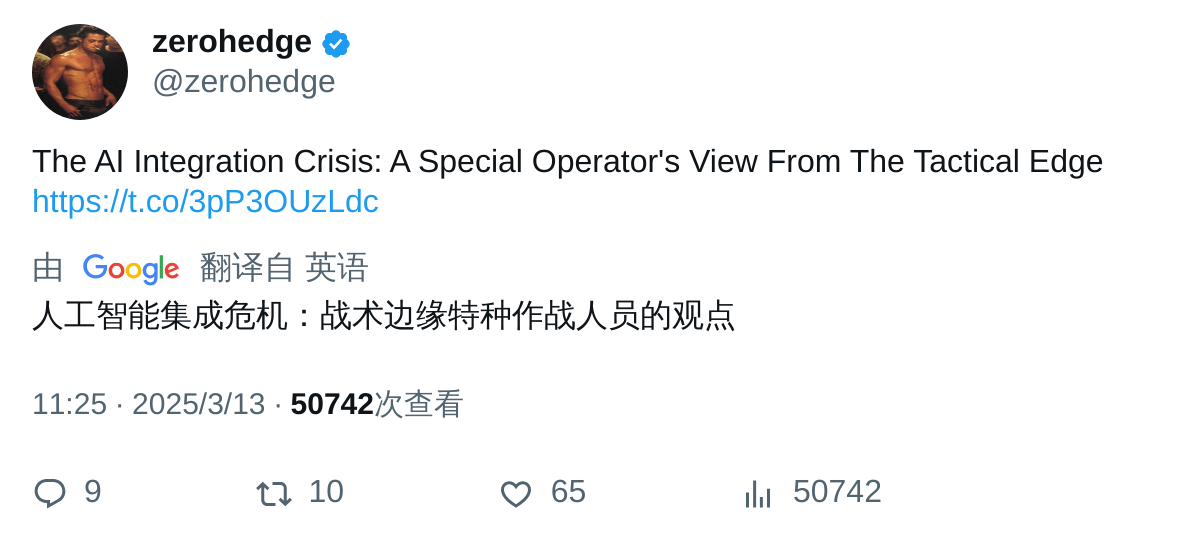 zerohedge
@zerohedge
The AI Integration Crisis: A Special Operator's View From The Tactical Edge
https://t.co/3pP3OUzLdc
由 Google 翻译自 英语
人工智能集成危机：战术边缘特种作战人员的观点
11:25 · 2025/3/13 · 50742次查看
9 10 65 50742